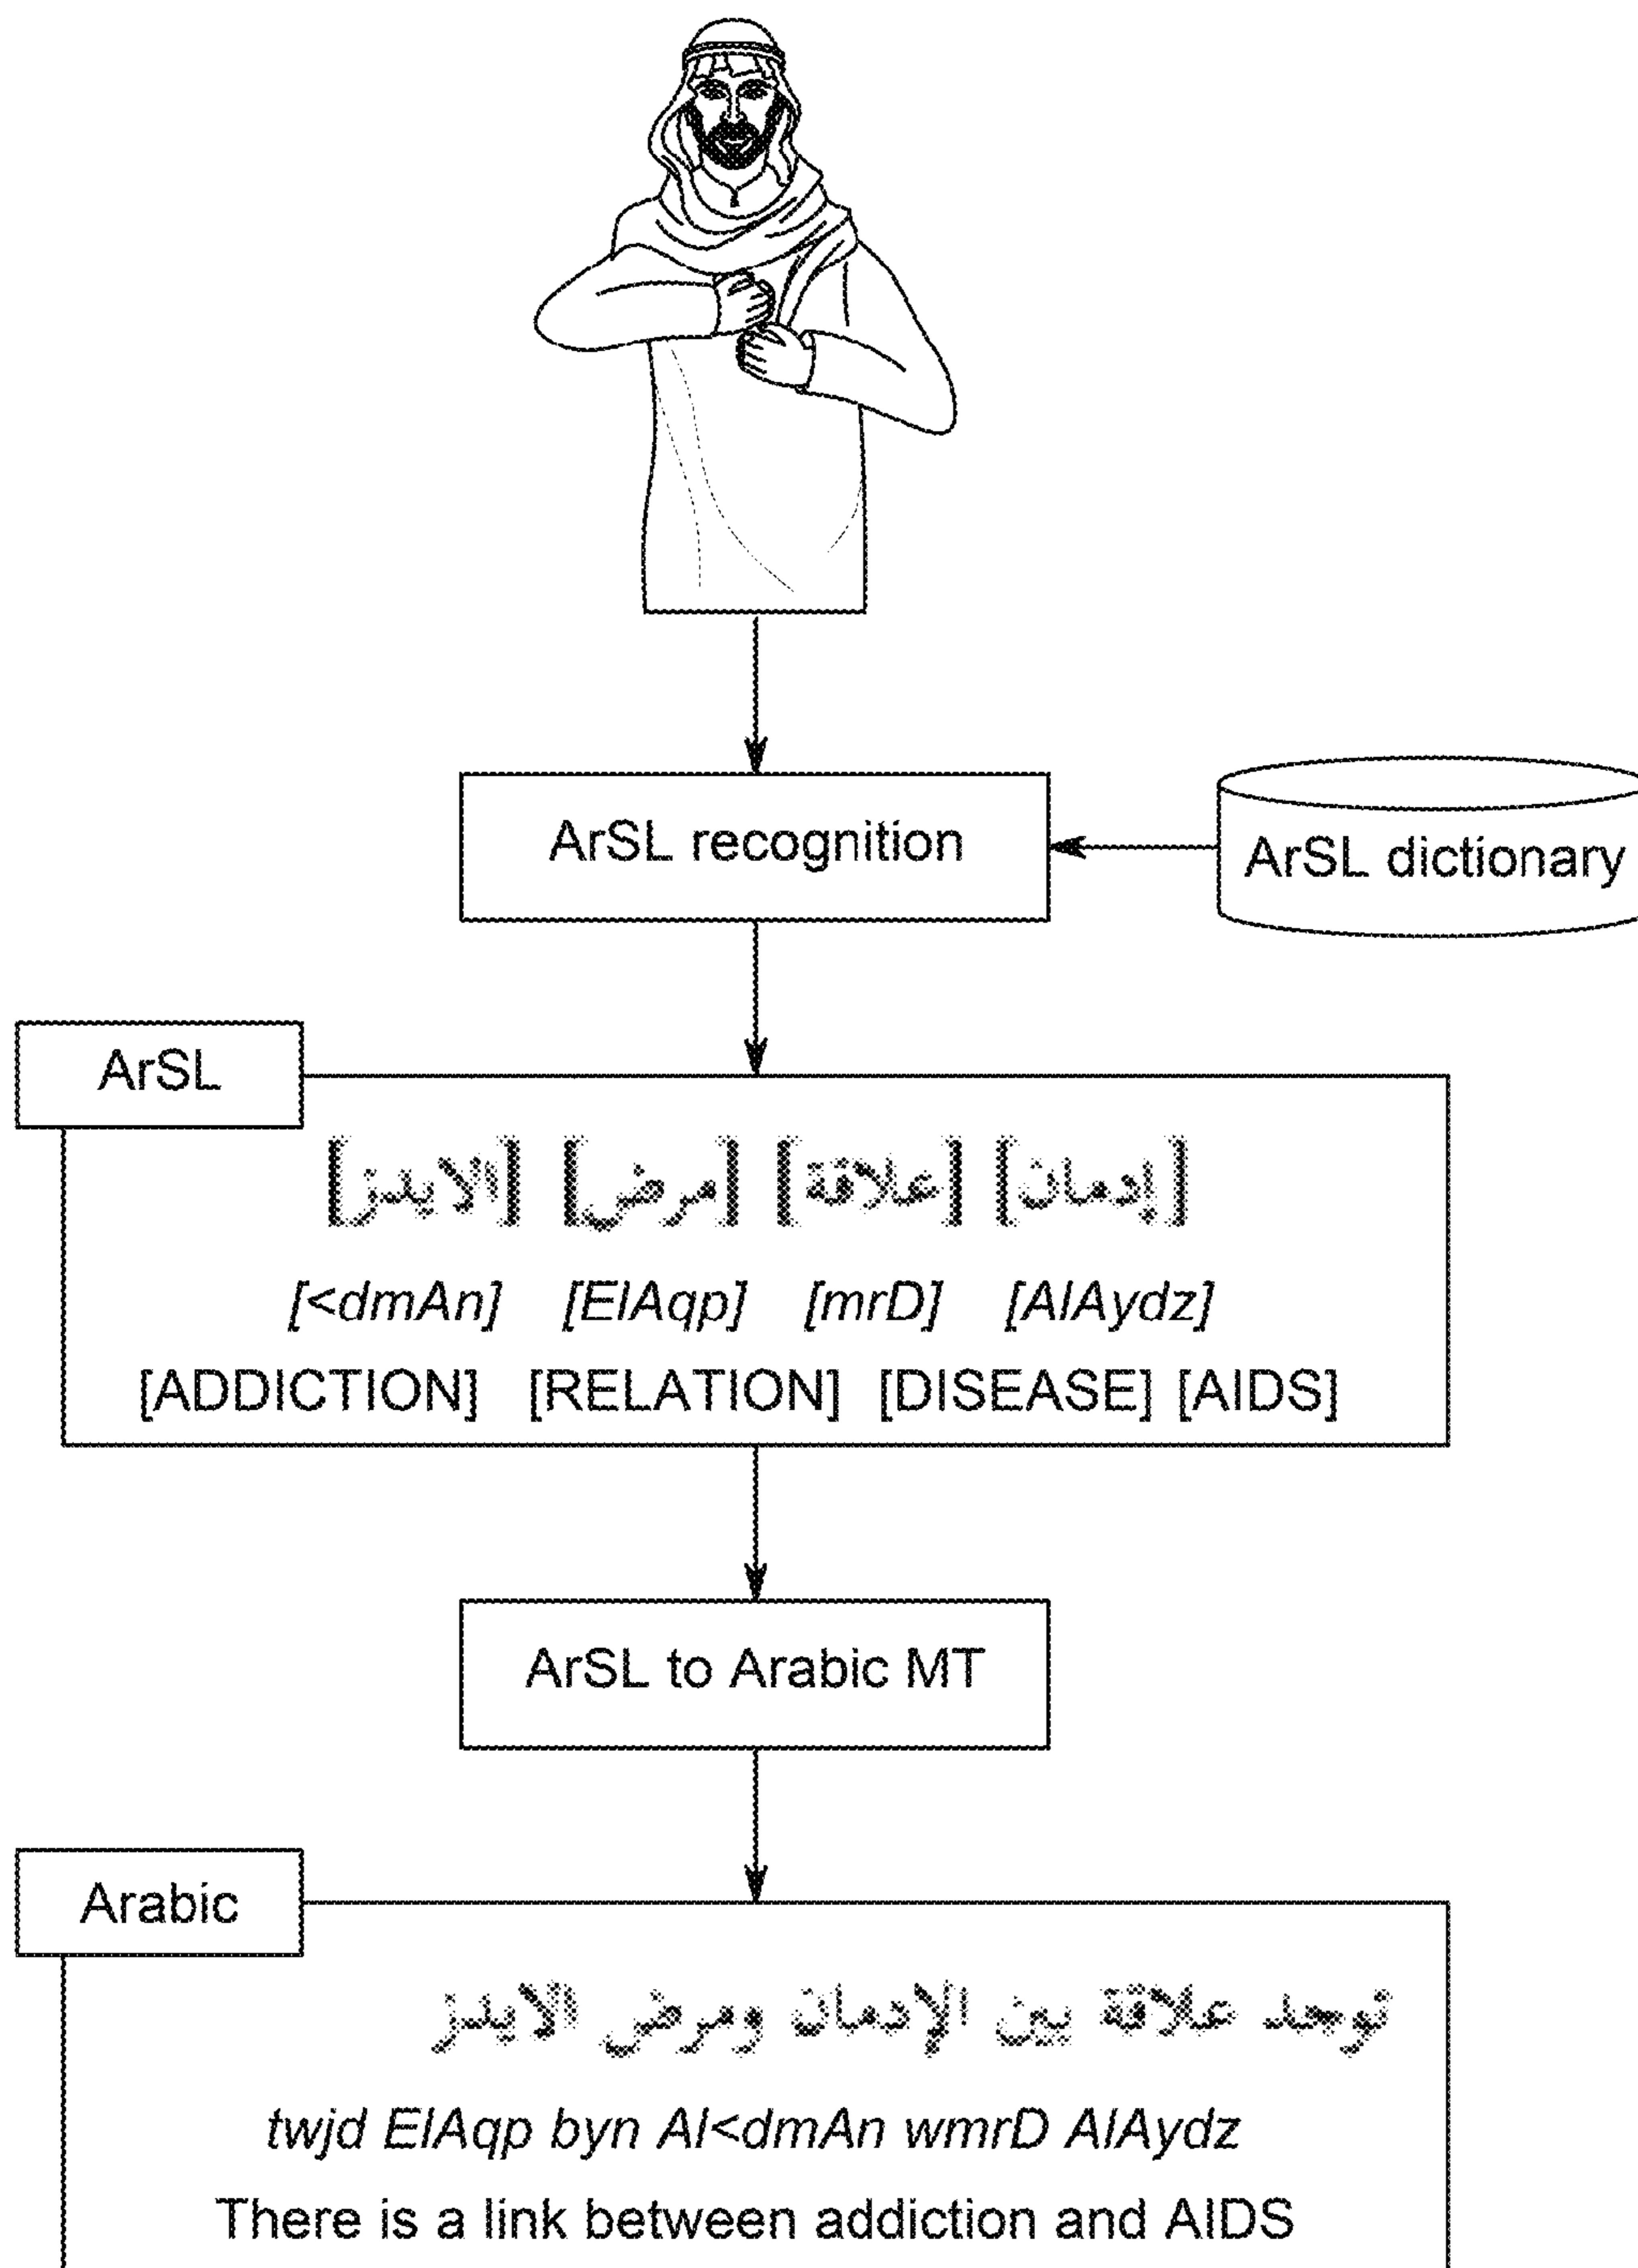 ArSL recognition
ArSL dictionary
ArSL
[إدمان] [علاقة] [مرض] [الايدز]
[<dmAn] [ElAqp] [mrD] [AlAydz]
[ADDICTION] [RELATION] [DISEASE] [AIDS]
ArSL to Arabic MT
Arabic
توجد علاقة بين الإدمان ومرض الايدز
twjd ElAqp byn Al<dmAn wmrD AlAydz
There is a link between addiction and AIDS